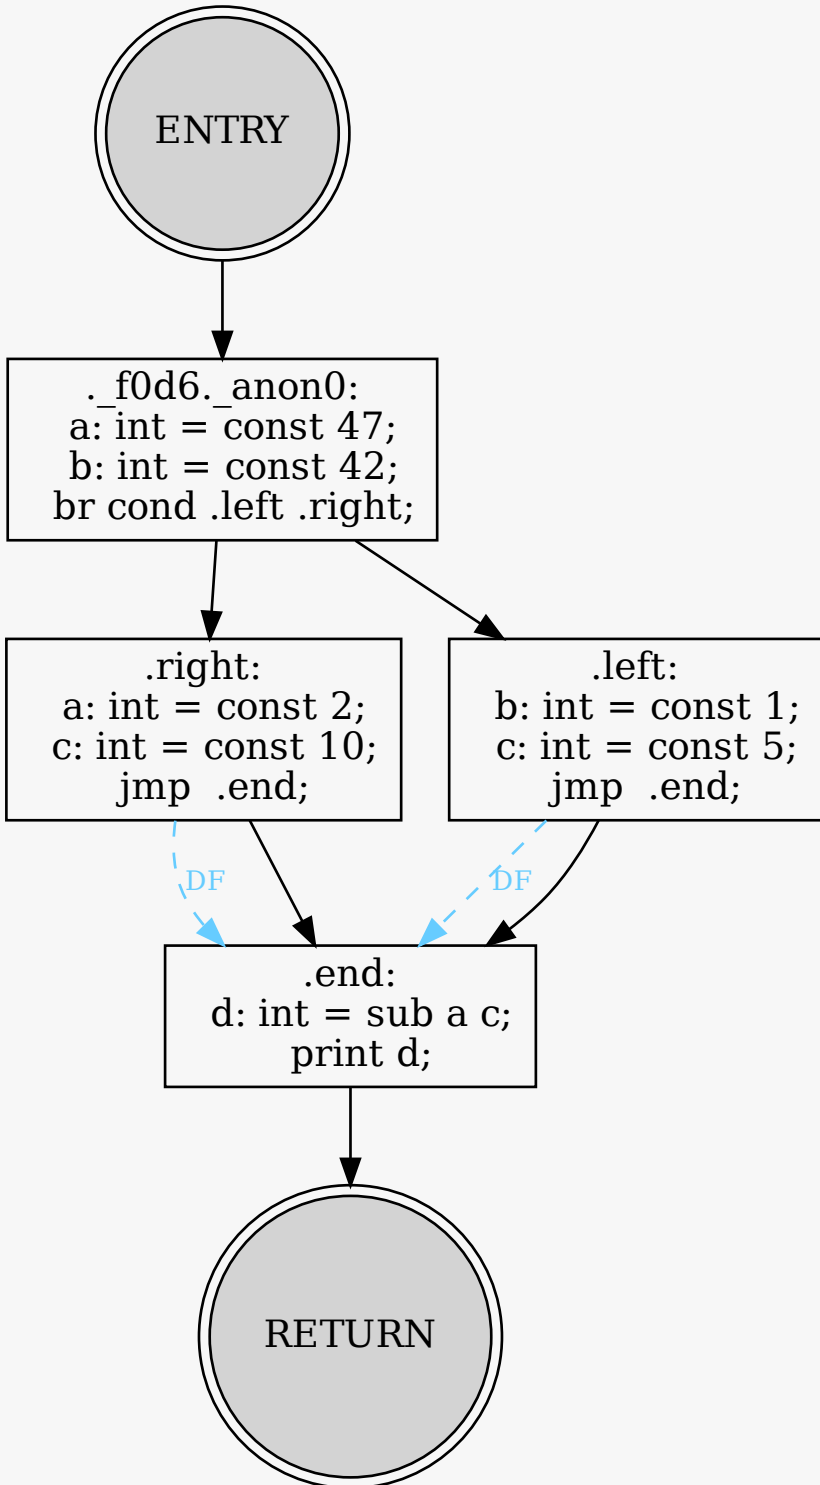 ENTRY
._f0d6._anon0:
a: int = const 47;
b: int = const 42;
br cond .left .right;
.right:
a: int = const 2;
c: int = const 10;
jmp  .end;
.left:
b: int = const 1;
c: int = const 5;
jmp  .end;
DF
DF
.end:
d: int = sub a c;
print d;
RETURN